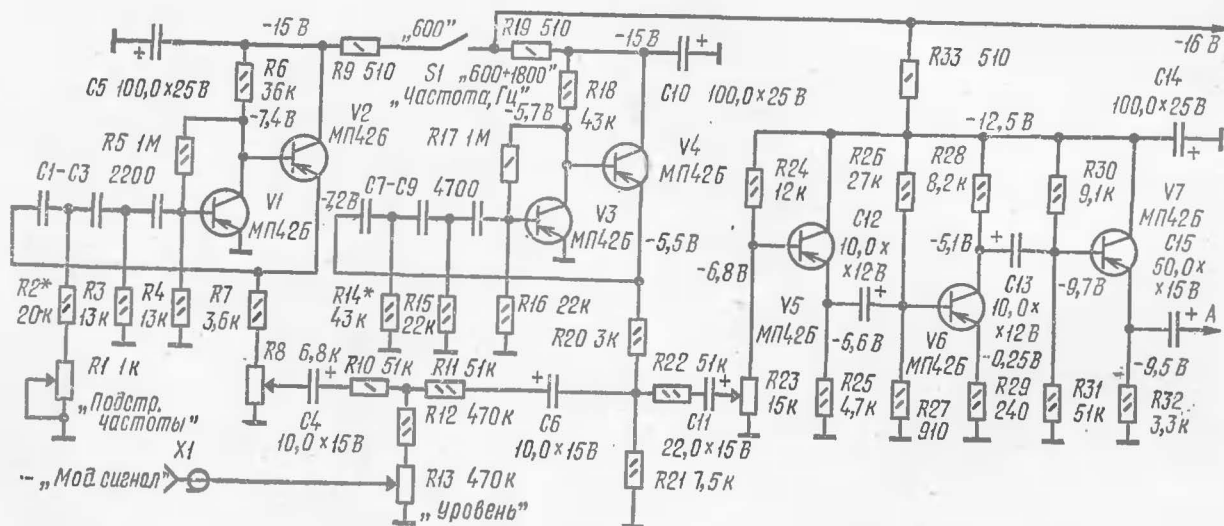 -15 В
R9 510
„600"
R19 510
-15 В
-16 В
C5 100,0×25 В
R6
36к
V2
МП42Б
S1 „600+1800"
„Частота, Гц"
R18
43к
C10 100,0×25 В
R33 510
C14
100,0×25 В
-7,4 В
-5,7 В
-12,5 В
R5 1М
R17 1М
V4
МП42Б
C1-C3 2200
V1
МП42Б
-7,2 В
C7-C9 4700
V3
МП42Б
R24
12к
R26
27к
R28
8,2к
R30
9,1к
V7
МП42Б
C12
10,0×
×12 В
C15
50,0×
×15 В
-5,5 В
-6,8 В
-5,1 В
-9,7 В
R2*
20к
R3
13к
R4
13к
R7
3,6к
R14*
43к
R15
22к
R16 22к
R20 3к
V5
МП42Б
V6
МП42Б
C13
10,0×
×12 В
+ А
-5,6 В
-0,25 В
-9,5 В
R1 1к
„Подстр.
частоты"
R8
6,8к
R10 51к
R11 51к
R22 51к
R23
15к
R25
4,7к
R27
910
R29
240
R31
51к
R32
3,3к
C4
10,0×15 В
R12 470к
C6
10,0×15 В
C11
22,0×15 В
X1
~ „Мод. сигнал"
R13 470к
„Уровень"
R21 7,5к